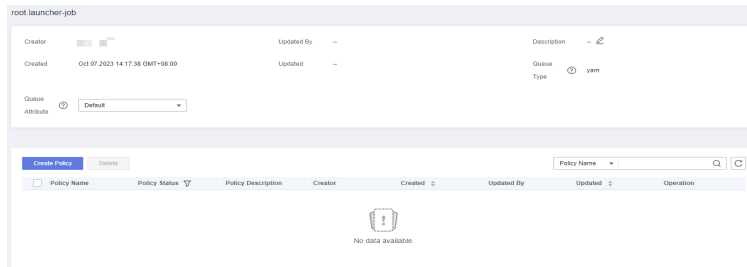 root.launcher-job
Creator Updated By -- Description --
Created Oct 07,2023 14:17:38 GMT+08:00 Updated -- Queue Type yarn
Queue Attribute Default
Create Policy Delete Policy Name
Policy Name Policy Status Policy Description Creator Created Updated By Updated Operation
No data available.